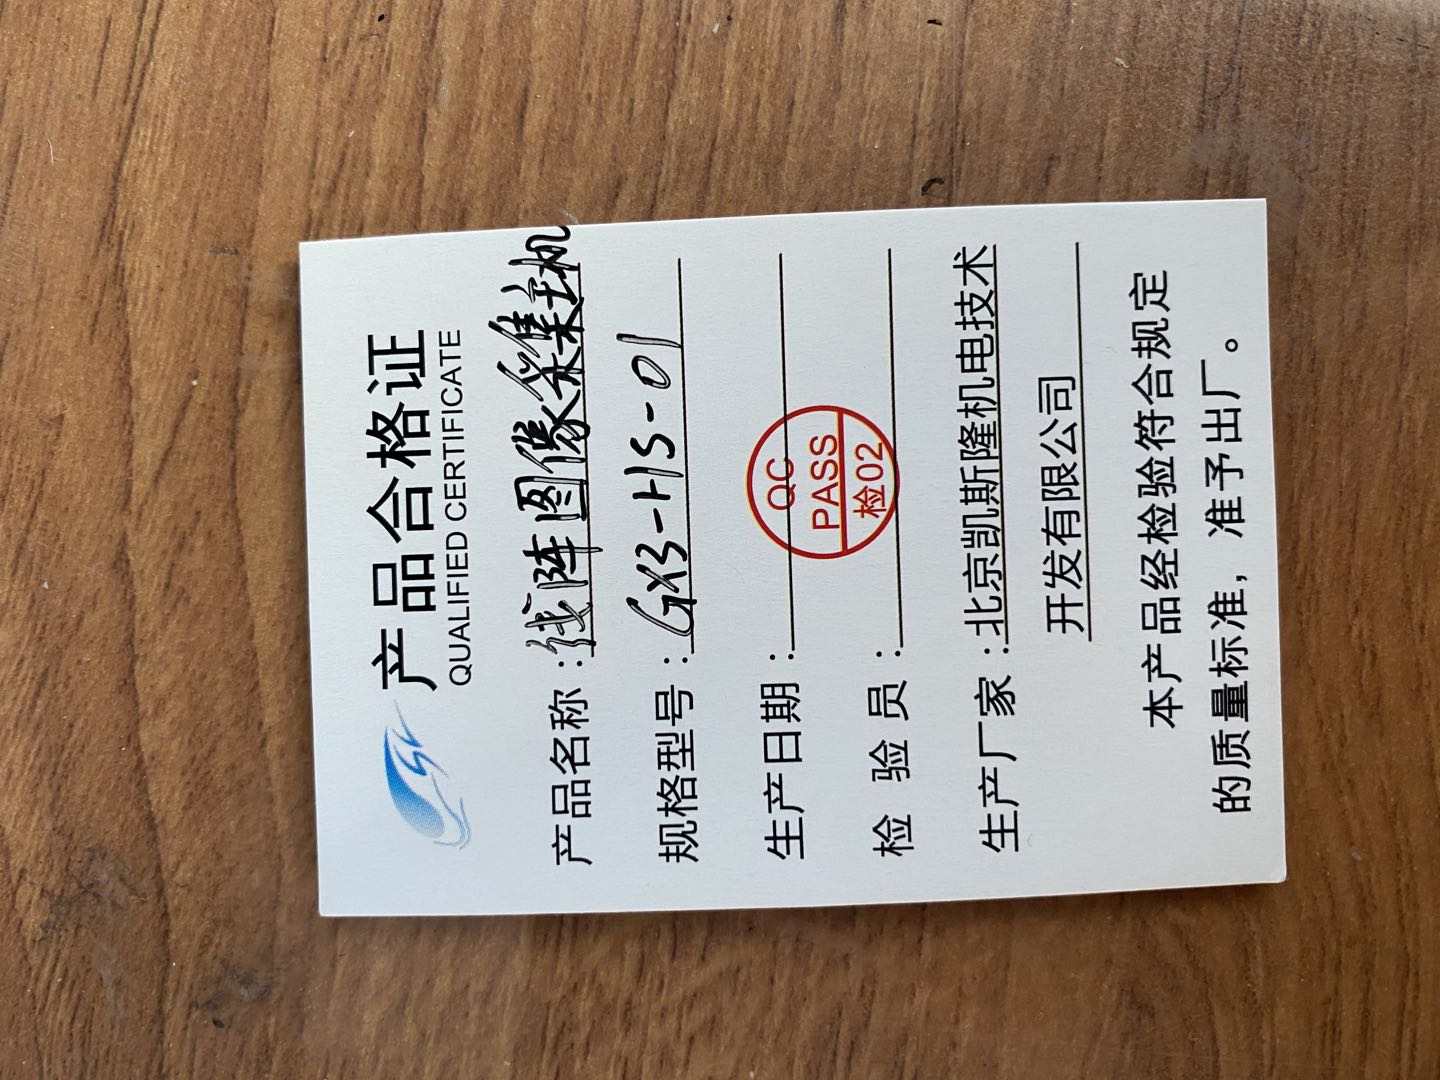 产品合格证
QUALIFIED CERTIFICATE
产品名称：线阵图像采集主机
规格型号：GX3-HS-01
生产日期：
QC
PASS
检02
检验员：
生产厂家：北京凯斯隆机电技术
开发有限公司
本产品经检验符合规定
的质量标准，准予出厂。